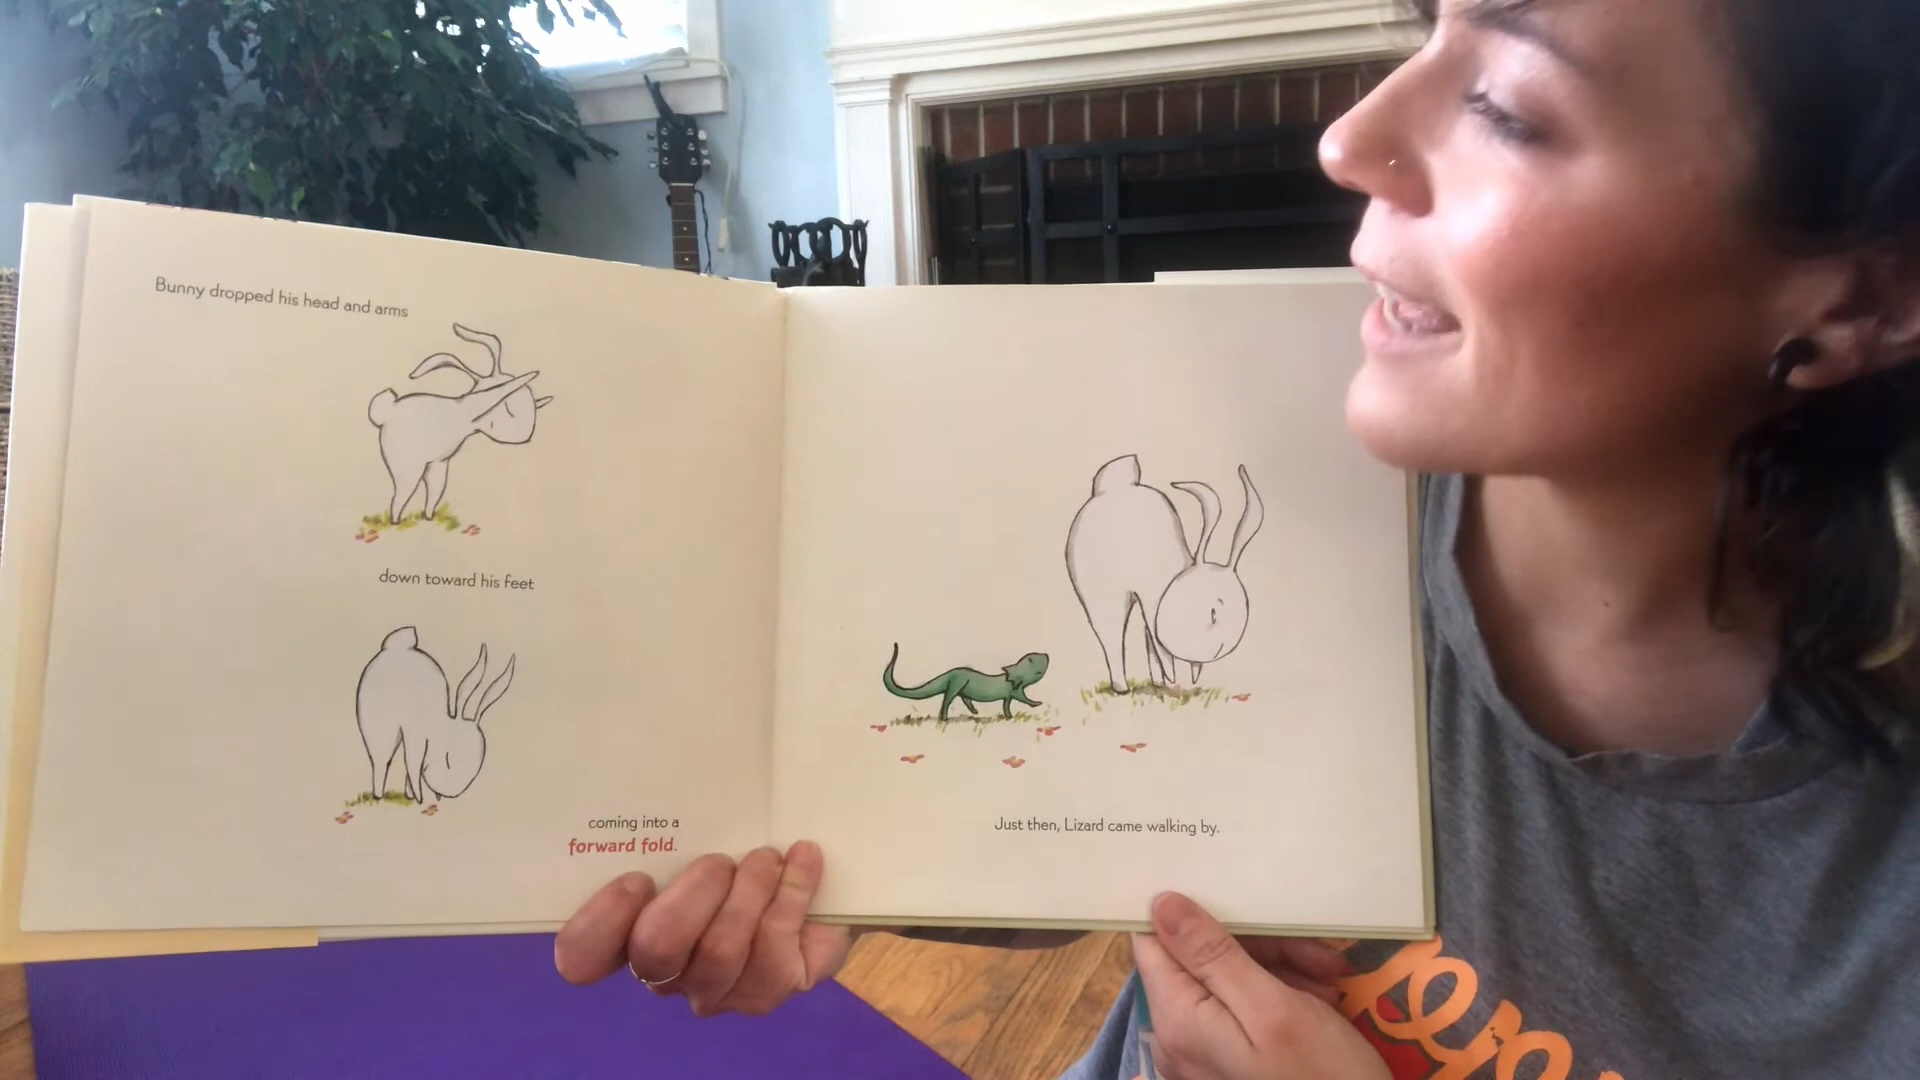 Bunny dropped his head and arms
down toward his feet
coming into a
forward fold.
Just then, Lizard came walking by.